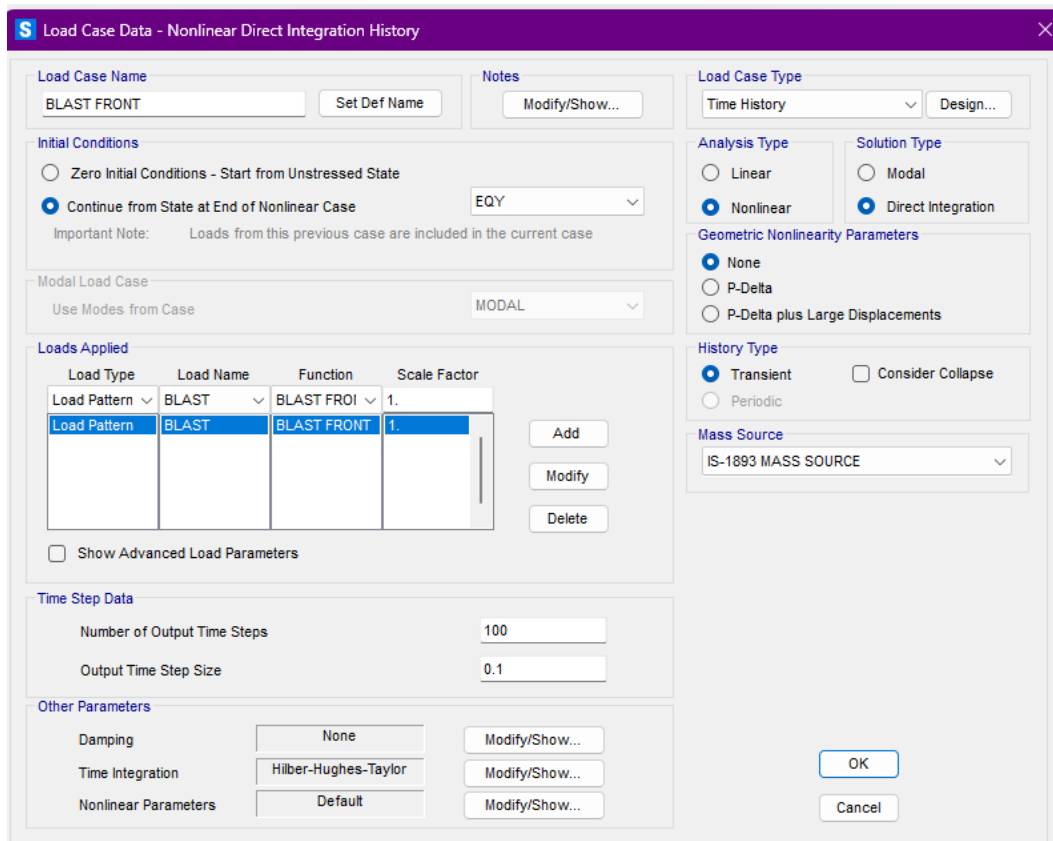 S Load Case Data - Nonlinear Direct Integration History
Load Case Name
BLAST FRONT
Set Def Name
Notes
Modify/Show...
Load Case Type
Time History
Design...
Initial Conditions
Zero Initial Conditions - Start from Unstressed State
Continue from State at End of Nonlinear Case
EQY
Important Note: Loads from this previous case are included in the current case
Analysis Type
Linear
Nonlinear
Solution Type
Modal
Direct Integration
Geometric Nonlinearity Parameters
None
P-Delta
P-Delta plus Large Displacements
Modal Load Case
Use Modes from Case
MODAL
Loads Applied
Load Type Load Name Function Scale Factor
Load Pattern BLAST BLAST FROI 1.
Load Pattern BLAST BLAST FRONT 1.
Add
Modify
Delete
Show Advanced Load Parameters
History Type
Transient
Consider Collapse
Periodic
Mass Source
IS-1893 MASS SOURCE
Time Step Data
Number of Output Time Steps 100
Output Time Step Size 0.1
Other Parameters
Damping None Modify/Show...
Time Integration Hilber-Hughes-Taylor Modify/Show...
Nonlinear Parameters Default Modify/Show...
OK
Cancel